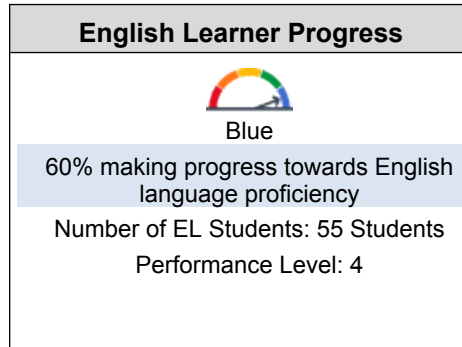 English Learner Progress
Blue
60% making progress towards English
language proficiency
Number of EL Students: 55 Students
Performance Level: 4